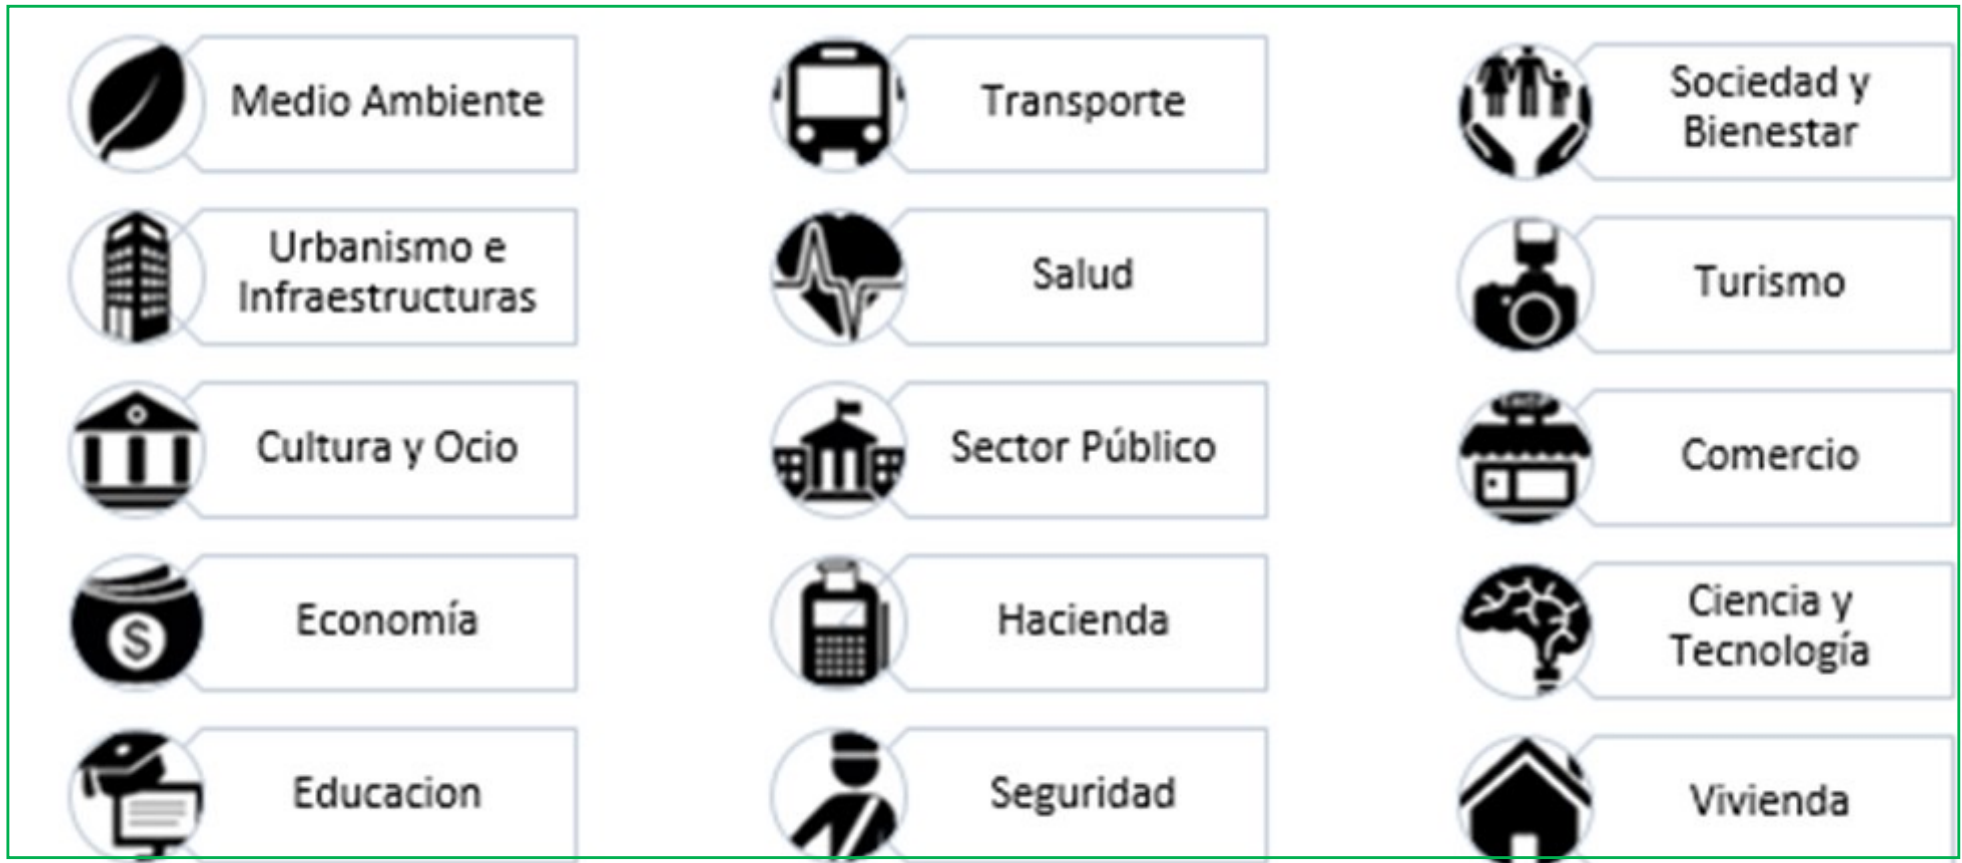 Medio Ambiente
Urbanismo e
Infraestructuras
Cultura y Ocio
Economía
Educacion
Transporte
Salud
Sector Público
Hacienda
Seguridad
Sociedad y
Bienestar
Turismo
Comercio
Ciencia y
Tecnología
Vivienda